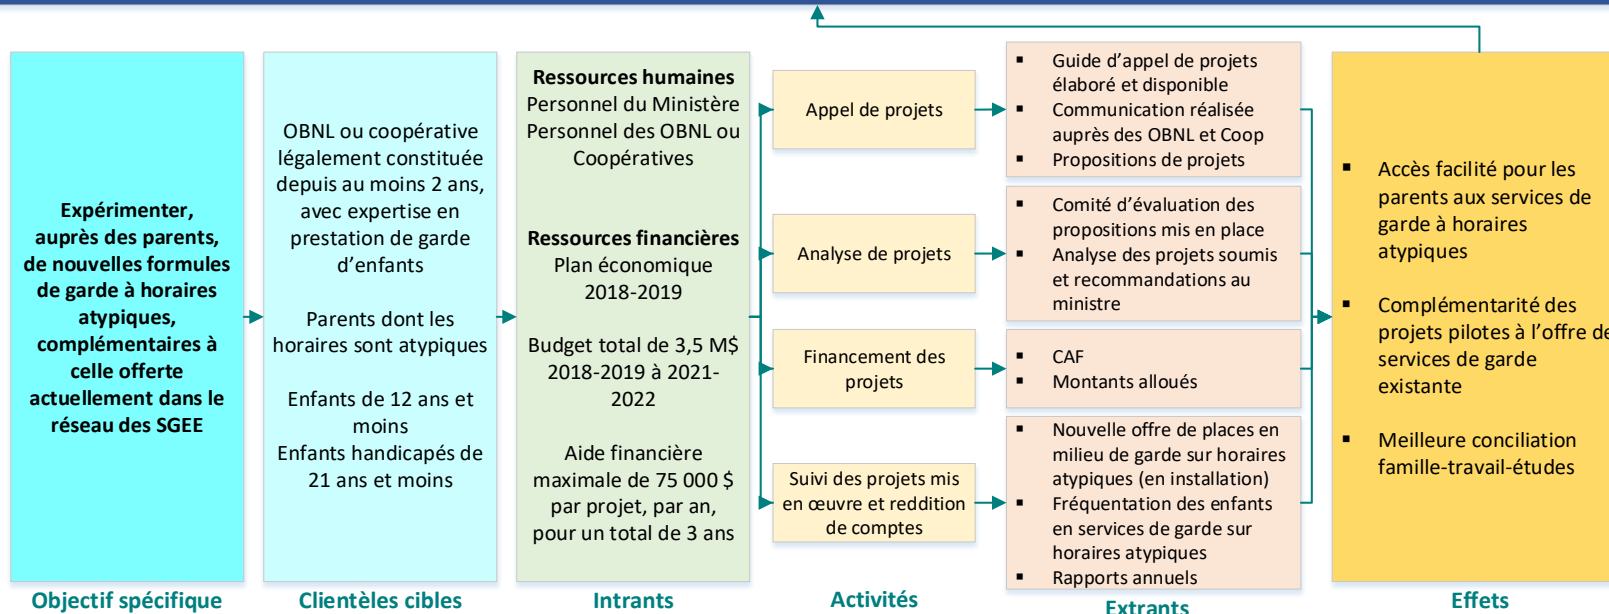 Expérimenter,
auprès des parents,
de nouvelles formules
de garde à horaires
atypiques,
complémentaires à
celle offerte
actuellement dans le
réseau des SGEE
Objectif spécifique
OBNL ou coopérative
légalement constituée
depuis au moins 2 ans,
avec expertise en
prestation de garde
d'enfants
Parents dont les
horaires sont atypiques
Enfants de 12 ans et
moins
Enfants handicapés de
21 ans et moins
Clientèles cibles
Ressources humaines
Personnel du Ministère
Personnel des OBNL ou
Coopératives
Ressources financières
Plan économique
2018-2019
Budget total de 3,5 M$
2018-2019 à 2021-
2022
Aide financière
maximale de 75 000 $
par projet, par an,
pour un total de 3 ans
Intrants
Appel de projets
Analyse de projets
Financement des
projets
Suivi des projets mis
en œuvre et reddition
de comptes
Activités
▪ Guide d'appel de projets
élaboré et disponible
▪ Communication réalisée
auprès des OBNL et Coop
▪ Propositions de projets
▪ Comité d'évaluation des
propositions mis en place
▪ Analyse des projets soumis
et recommandations au
ministre
▪ CAF
▪ Montants alloués
▪ Nouvelle offre de places en
milieu de garde sur horaires
atypiques (en installation)
▪ Fréquentation des enfants
en services de garde sur
horaires atypiques
▪ Rapports annuels
Extrants
▪ Accès facilité pour les
parents aux services de
garde à horaires
atypiques
▪ Complémentarité des
projets pilotes à l'offre de
services de garde
existante
▪ Meilleure conciliation
famille-travail-études
Effets